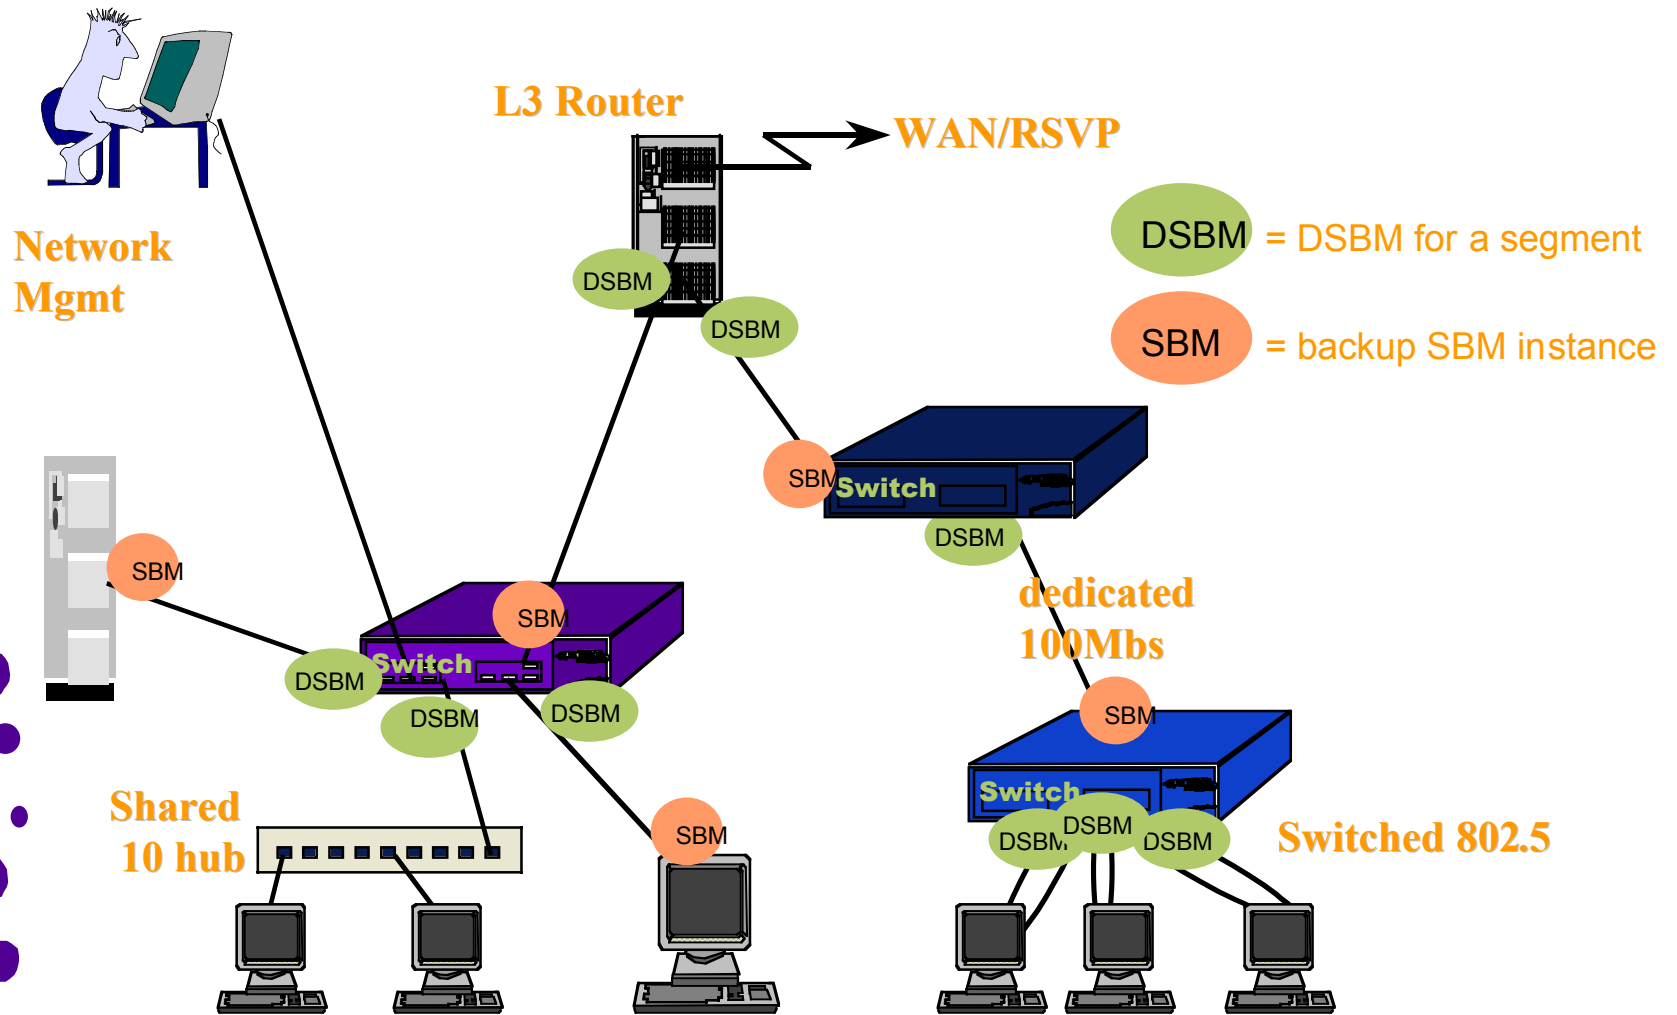 L3 Router
WAN/RSVP
Network
Mgmt
DSBM = DSBM for a segment
SBM = backup SBM instance
DSBM
DSBM
SBM
Switch
DSBM
dedicated
100Mbs
SBM
SBM
Switch
DSBM
DSBM
DSBM
SBM
Switch
DSBM
DSBM
DSBM
Switched 802.5
Shared
10 hub
SBM